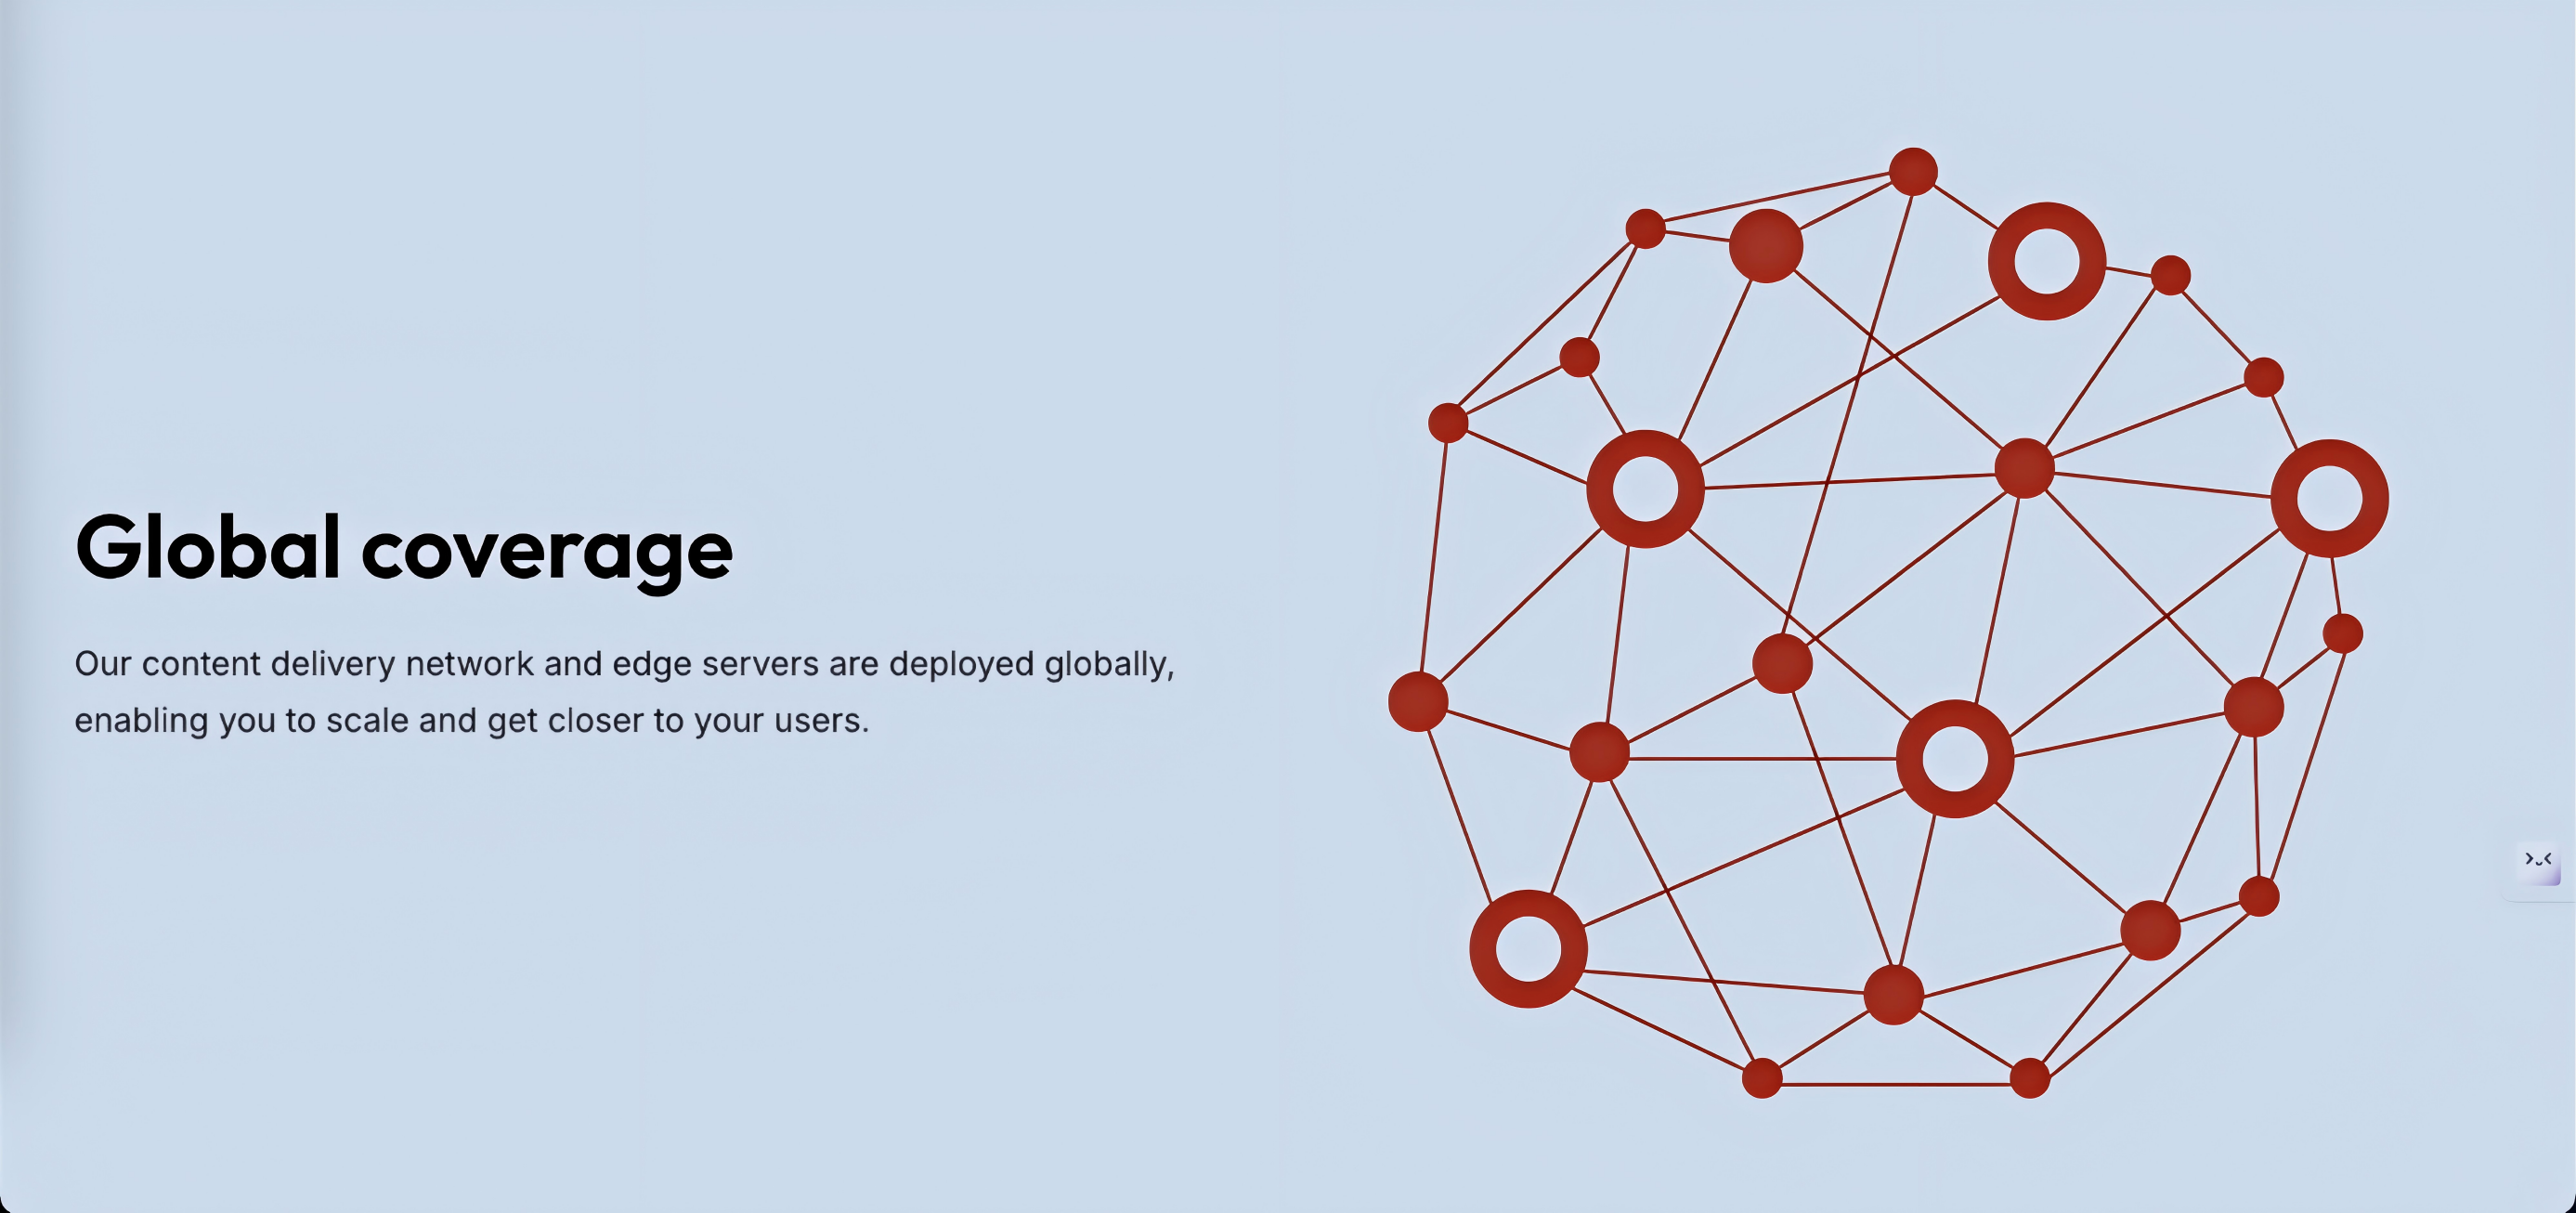 Global coverage
Our content delivery network and edge servers are deployed globally,
enabling you to scale and get closer to your users.